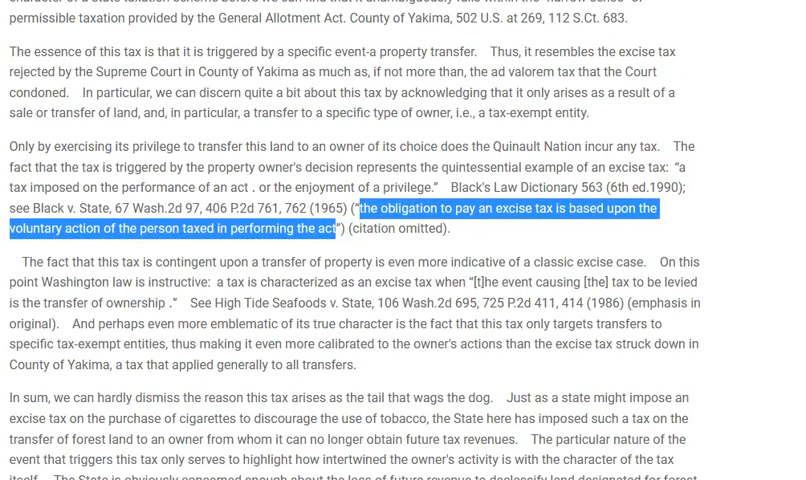 permissible taxation provided by the General Allotment Act. County of Yakima, 502 U.S. at 269, 112 S.Ct. 683.
The essence of this tax is that it is triggered by a specific event-a property transfer. Thus, it resembles the excise tax
rejected by the Supreme Court in County of Yakima as much as, if not more than, the ad valorem tax that the Court
condoned. In particular, we can discern quite a bit about this tax by acknowledging that it only arises as a result of a
sale or transfer of land, and, in particular, a transfer to a specific type of owner, i.e., a tax-exempt entity.
Only by exercising its privilege to transfer this land to an owner of its choice does the Quinault Nation incur any tax. The
fact that the tax is triggered by the property owner's decision represents the quintessential example of an excise tax: “a
tax imposed on the performance of an act . or the enjoyment of a privilege.” Black's Law Dictionary 563 (6th ed.1990);
see Black v. State, 67 Wash.2d 97, 406 P.2d 761, 762 (1965) (“the obligation to pay an excise tax is based upon the
voluntary action of the person taxed in performing the act”) (citation omitted).
The fact that this tax is contingent upon a transfer of property is even more indicative of a classic excise case. On this
point Washington law is instructive: a tax is characterized as an excise tax when “[t]he event causing [the] tax to be levied
is the transfer of ownership .” See High Tide Seafoods v. State, 106 Wash.2d 695, 725 P.2d 411, 414 (1986) (emphasis in
original). And perhaps even more emblematic of its true character is the fact that this tax only targets transfers to
specific tax-exempt entities, thus making it even more calibrated to the owner's actions than the excise tax struck down in
County of Yakima, a tax that applied generally to all transfers.
In sum, we can hardly dismiss the reason this tax arises as the tail that wags the dog. Just as a state might impose an
excise tax on the purchase of cigarettes to discourage the use of tobacco, the State here has imposed such a tax on the
transfer of forest land to an owner from whom it can no longer obtain future tax revenues. The particular nature of the
event that triggers this tax only serves to highlight how intertwined the owner's activity is with the character of the tax